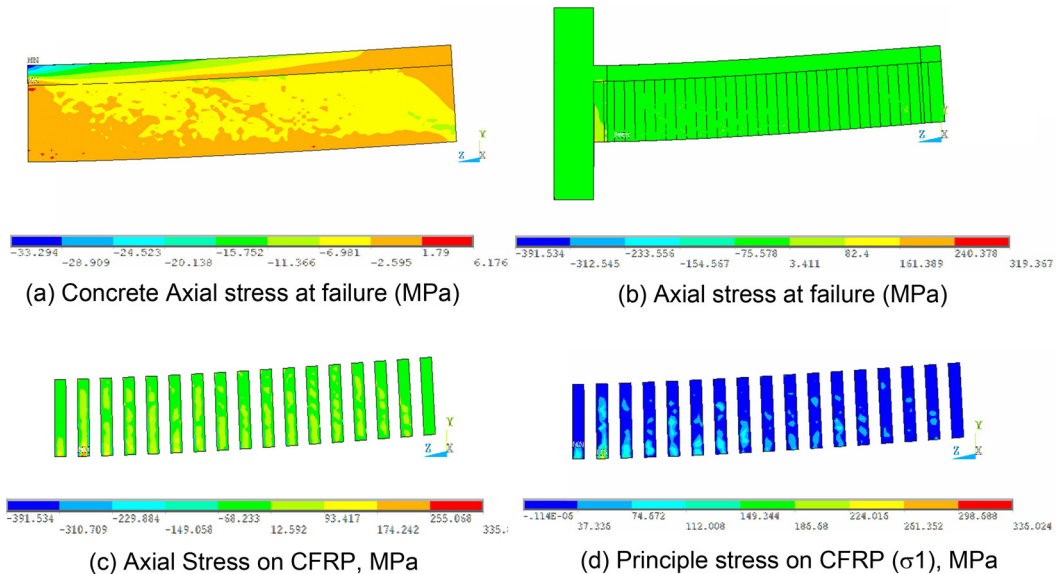 MN
Y
Z X
-33.294 -24.523 -15.752 -6.981 1.79
-28.909 -20.138 -11.366 -2.595 6.176
(a) Concrete Axial stress at failure (MPa)
Y
Z X
-391.534 -233.556 -75.578 82.4 240.378
-312.545 -154.567 3.411 161.389 319.367
(b) Axial stress at failure (MPa)
Y
Z X
-391.534 -229.884 -68.233 93.417 255.068
-310.709 -149.058 12.592 174.242 335.8
(c) Axial Stress on CFRP, MPa
MN
Y
Z X
-.114E-06 74.672 149.344 224.016 298.688
37.336 112.008 186.68 261.352 336.024
(d) Principle stress on CFRP (σ1), MPa